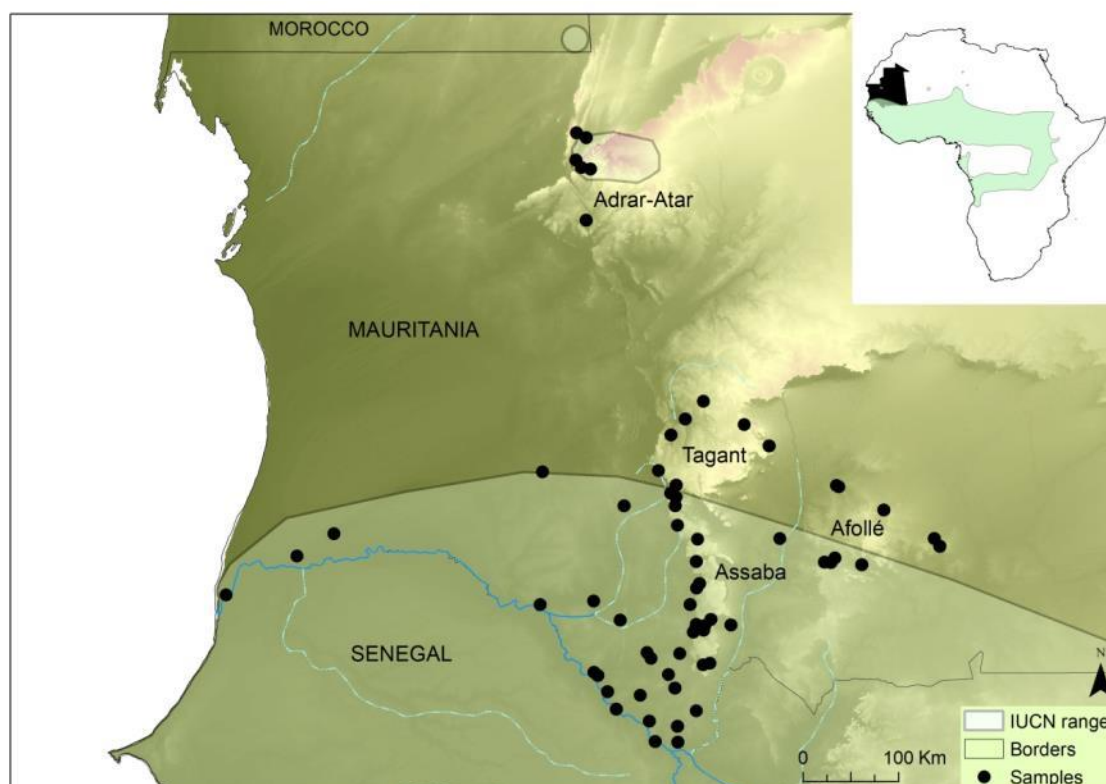 MOROCCO
Adrar-Atar
MAURITANIA
Tagant
Afollé
Assaba
SENEGAL
N
IUCN range
Borders
Samples
0 100 Km